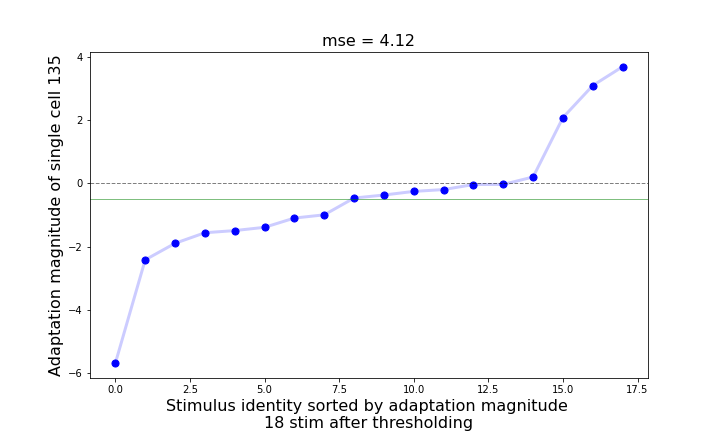 mse = 4.12
Adaptation magnitude of single cell 135
4
2
0
−2
−4
−6
0.0 2.5 5.0 7.5 10.0 12.5 15.0 17.5
Stimulus identity sorted by adaptation magnitude
18 stim after thresholding